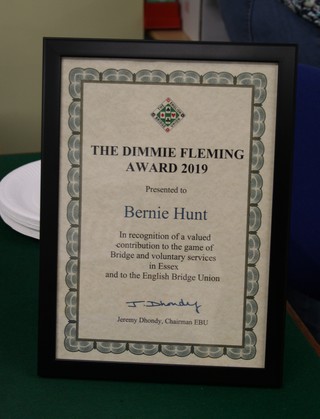 THE DIMMIE FLEMING
AWARD 2019
Presented to
Bernie Hunt
In recognition of a valued
contribution to the game of
Bridge and voluntary services
in Essex
and to the English Bridge Union
J. Dhondy
Jeremy Dhondy, Chairman EBU